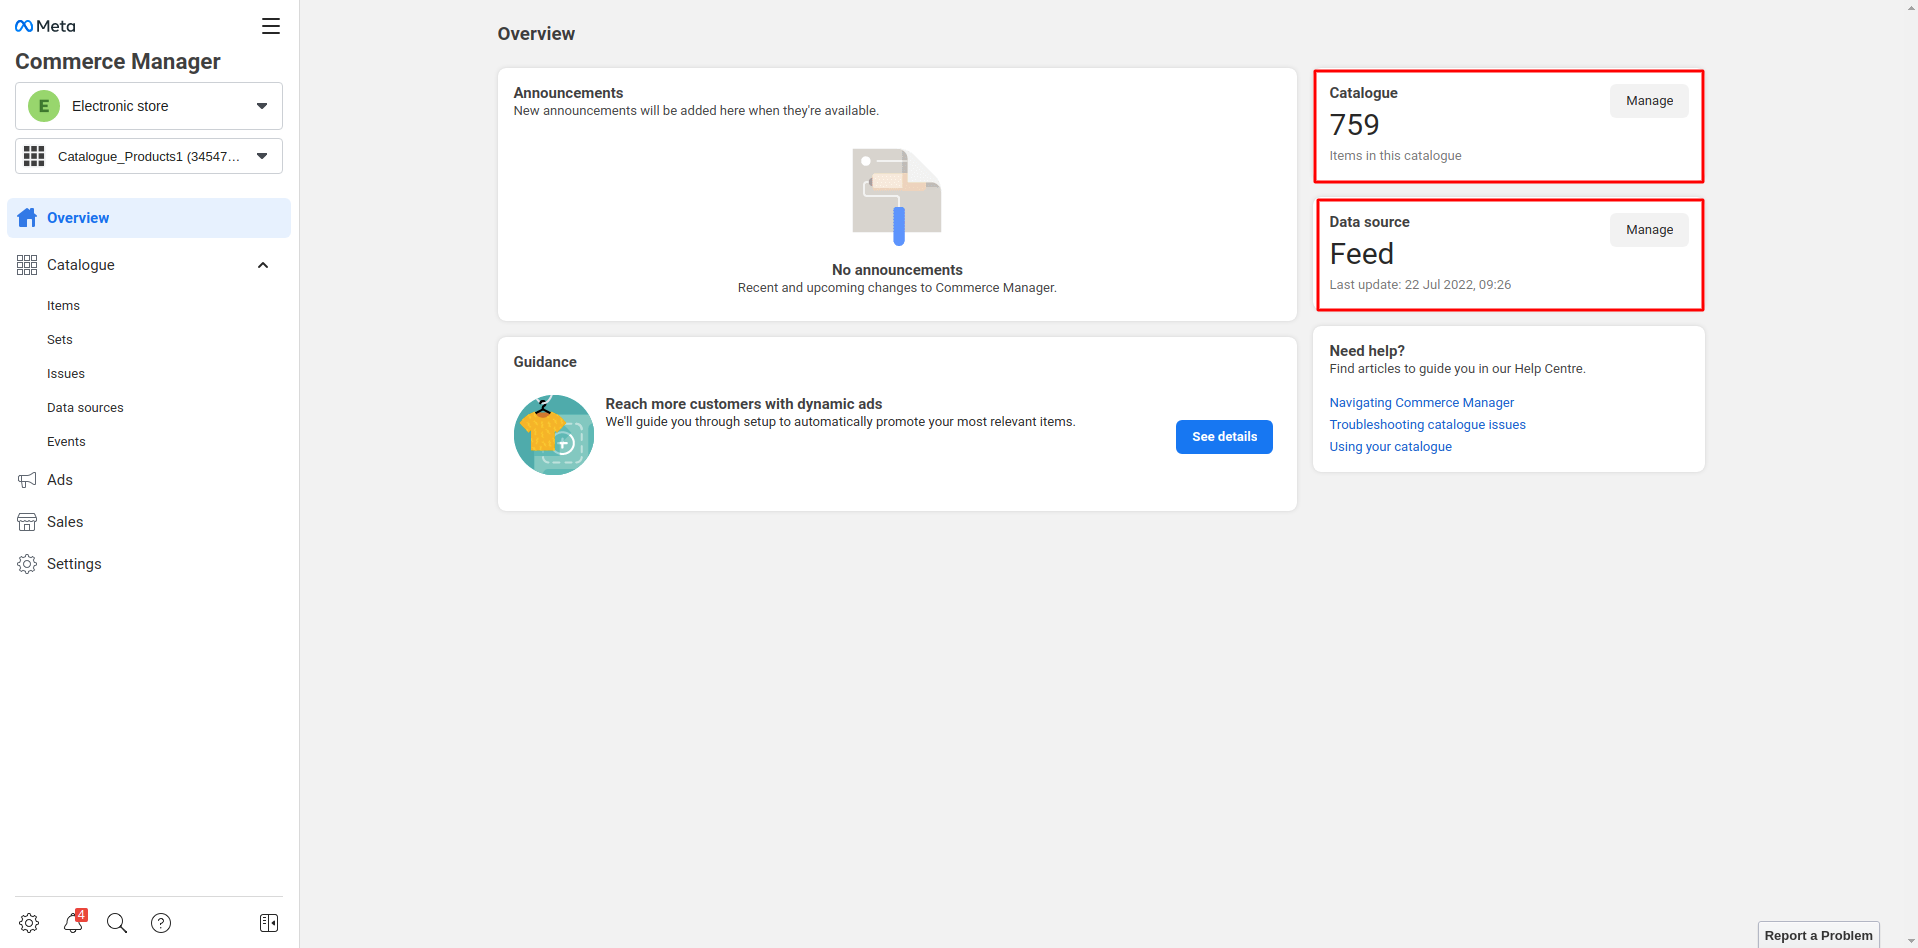 Meta
Commerce Manager
E Electronic store
Catalogue_Products1 (34547...
Overview
Catalogue
Items
Sets
Issues
Data sources
Events
Ads
Sales
Settings
4
?
Overview
Announcements
New announcements will be added here when they're available.
No announcements
Recent and upcoming changes to Commerce Manager.
Guidance
Reach more customers with dynamic ads
We'll guide you through setup to automatically promote your most relevant items.
See details
Catalogue
Manage
759
Items in this catalogue
Data source
Manage
Feed
Last update: 22 Jul 2022, 09:26
Need help?
Find articles to guide you in our Help Centre.
Navigating Commerce Manager
Troubleshooting catalogue issues
Using your catalogue
Report a Problem